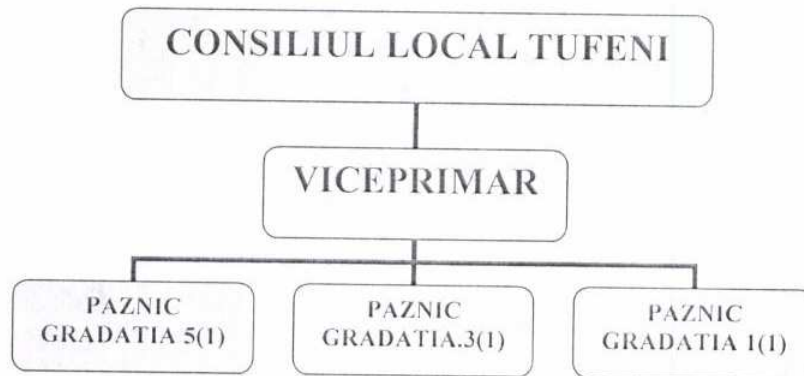 CONSILIUL LOCAL TUFENI
VICEPRIMAR
PAZNIC
GRADATIA 5(1)
PAZNIC
GRADATIA.3(1)
PAZNIC
GRADATIA 1(1)